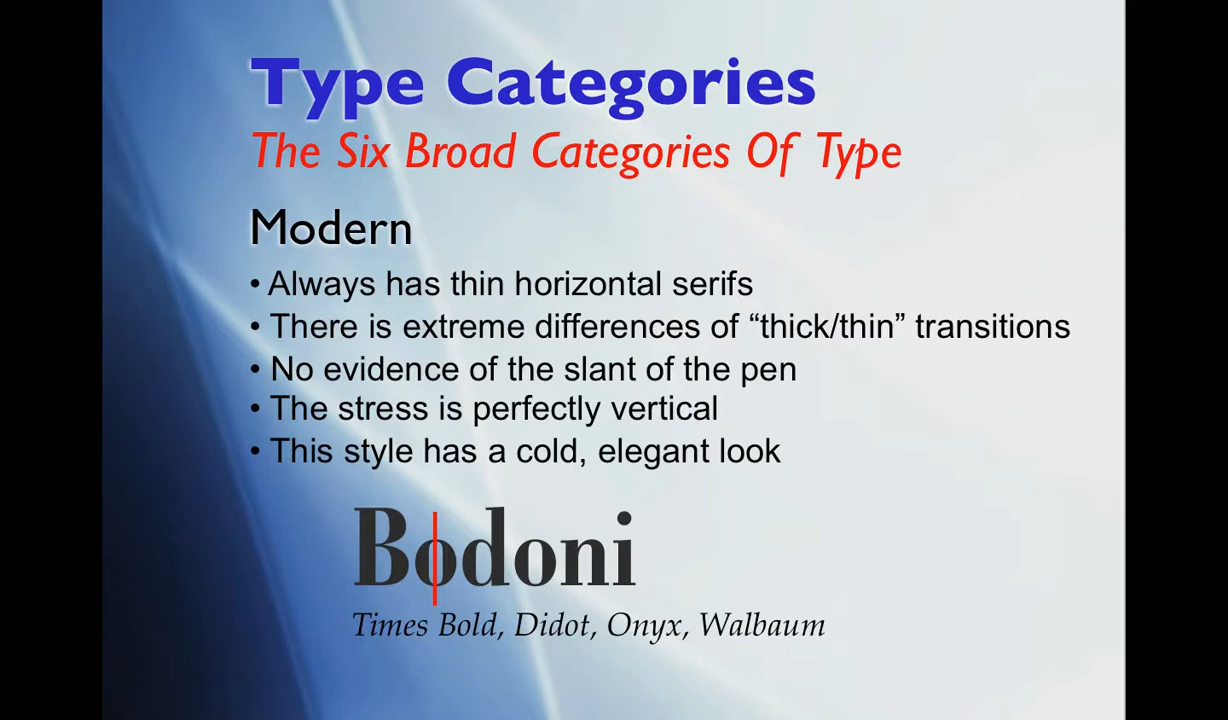 Type Categories
The Six Broad Categories Of Type
Modern
• Always has thin horizontal serifs
• There is extreme differences of “thick/thin” transitions
• No evidence of the slant of the pen
• The stress is perfectly vertical
• This style has a cold, elegant look
Bodoni
Times Bold, Didot, Onyx, Walbaum